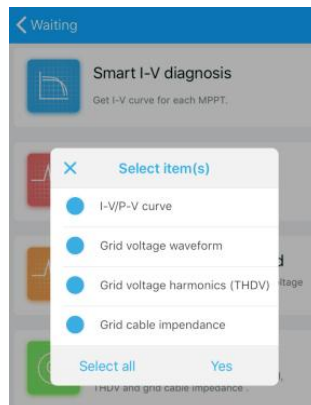 Waiting
Smart I-V diagnosis
Get I-V curve for each MPPT.
Select item(s)
I-V/P-V curve
Grid voltage waveform
Grid voltage harmonics (THDV)
Grid cable impendance
Select all Yes
THDV and grid cable impedance .